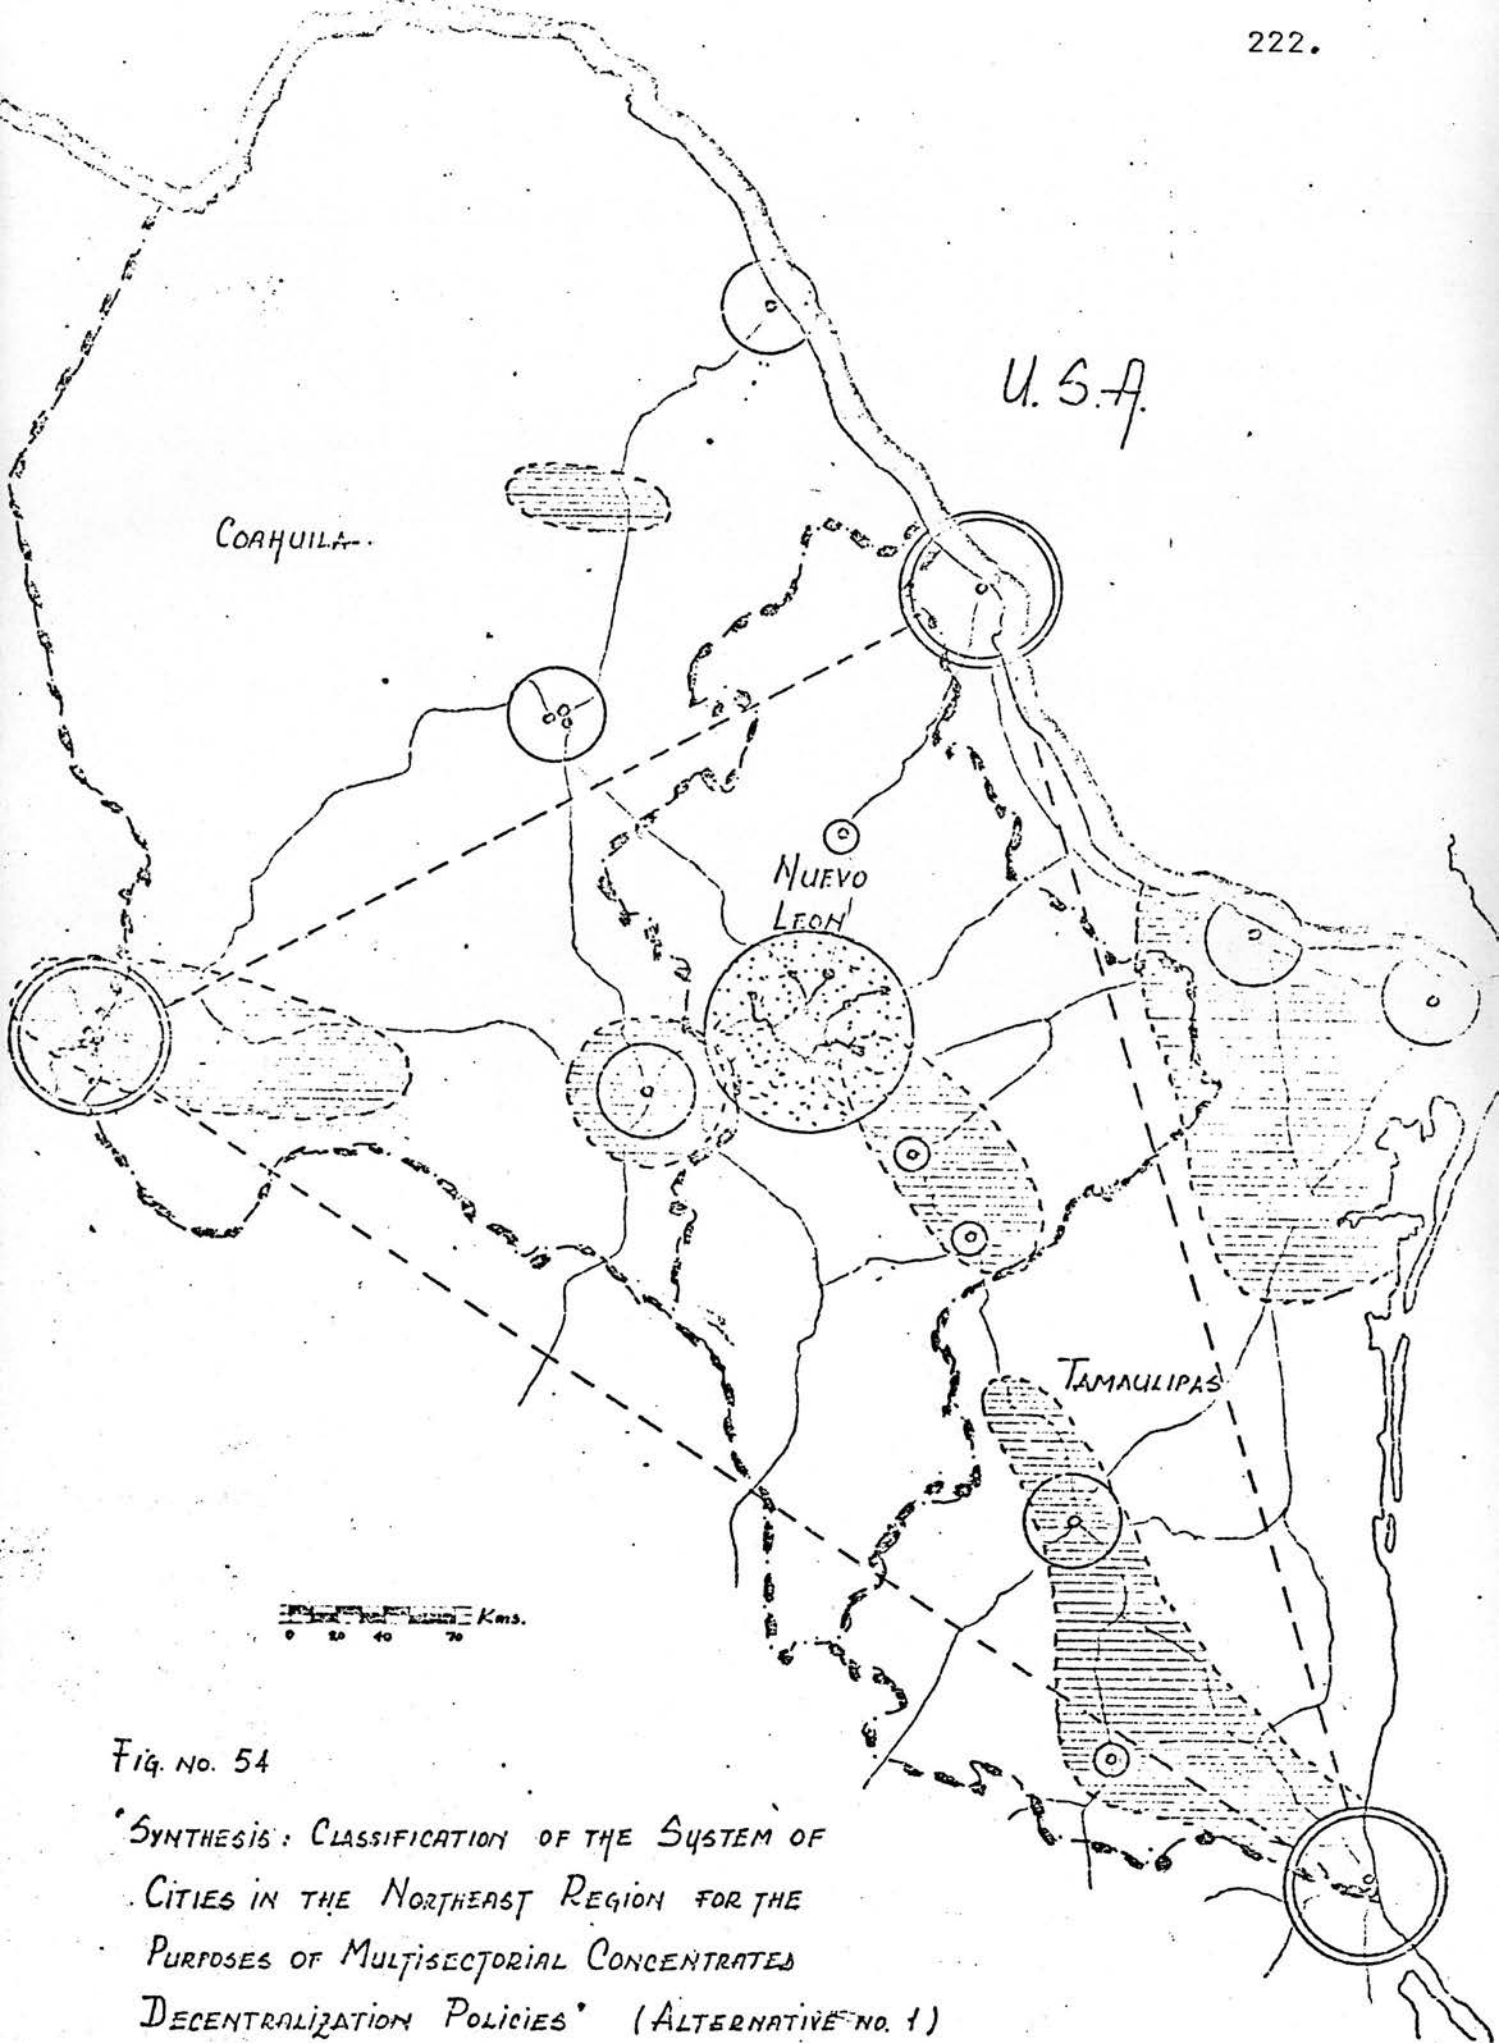 222.
U.S.A.
COAHUILA
NUEVO
LEON
TAMAULIPAS
Kms.
0 20 40 70
FIG. NO. 54
"SYNTHESIS: CLASSIFICATION OF THE SYSTEM OF
CITIES IN THE NORTHEAST REGION FOR THE
PURPOSES OF MULTISECTORIAL CONCENTRATED
DECENTRALIZATION POLICIES" (ALTERNATIVE NO. 1)